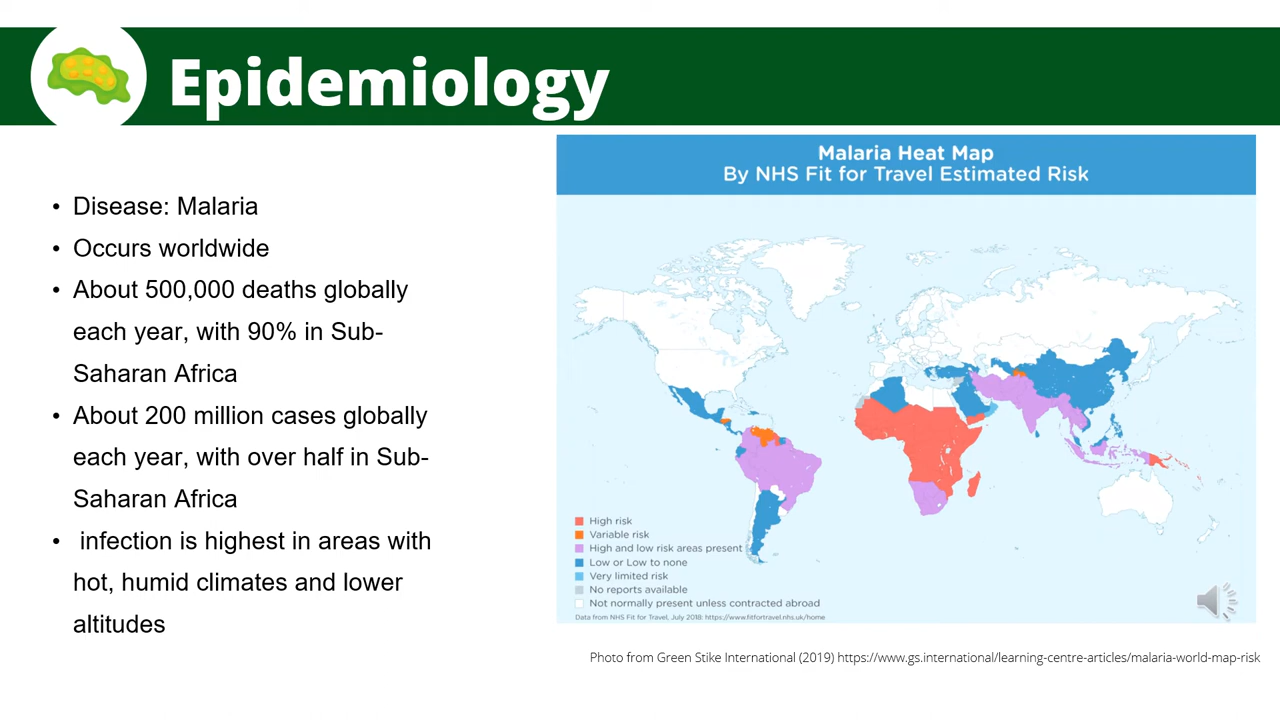 Epidemiology
• Disease: Malaria
• Occurs worldwide
• About 500,000 deaths globally
each year, with 90% in Sub-
Saharan Africa
• About 200 million cases globally
each year, with over half in Sub-
Saharan Africa
• infection is highest in areas with
hot, humid climates and lower
altitudes
Malaria Heat Map
By NHS Fit for Travel Estimated Risk
High risk
Variable risk
High and low risk areas present
Low or Low to none
Very limited risk
No reports available
Not normally present unless contracted abroad
Data from NHS Fit for Travel, July 2018: https://www.fitfortravel.nhs.uk/home
Photo from Green Stike International (2019) https://www.gs.international/learning-centre-articles/malaria-world-map-risk